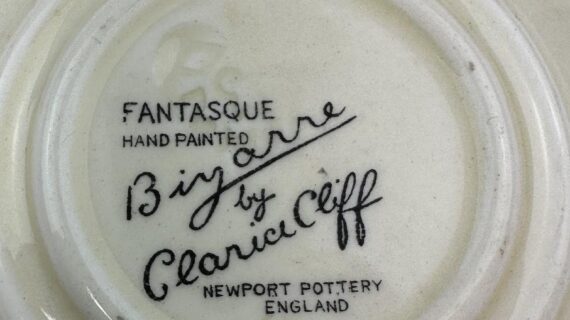 FANTASQUE
HAND PAINTED
Bizarre
by
Clarice Cliff
NEWPORT POTTERY
ENGLAND